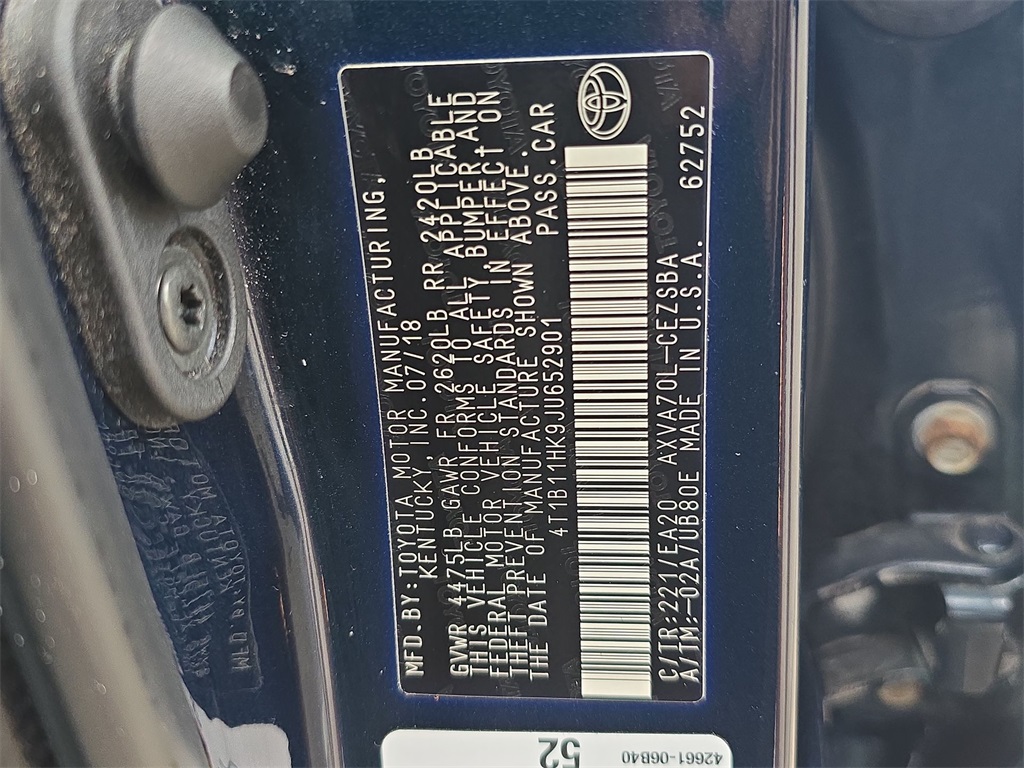 MFD.BY:TOYOTA MOTOR MANUFACTURING,
KENTUCKY,INC.07/18
GVWR 4475LB GAWR FR 2620LB RR 2420LB
THIS VEHICLE CONFORMS TO ALL APPLICABLE
FEDERAL MOTOR VEHICLE SAFETY BUMPER AND
THEFT PREVENTION STANDARDS IN EFFECT ON
THE DATE OF MANUFACTURE SHOWN ABOVE.
4T1B11HK9JU652901 PASS.CAR
C/TR:221/EA20 AXVA70L-CEZSBA 62752
A/TM:-02A/UB80E MADE IN U.S.A.
52
42661-06B40